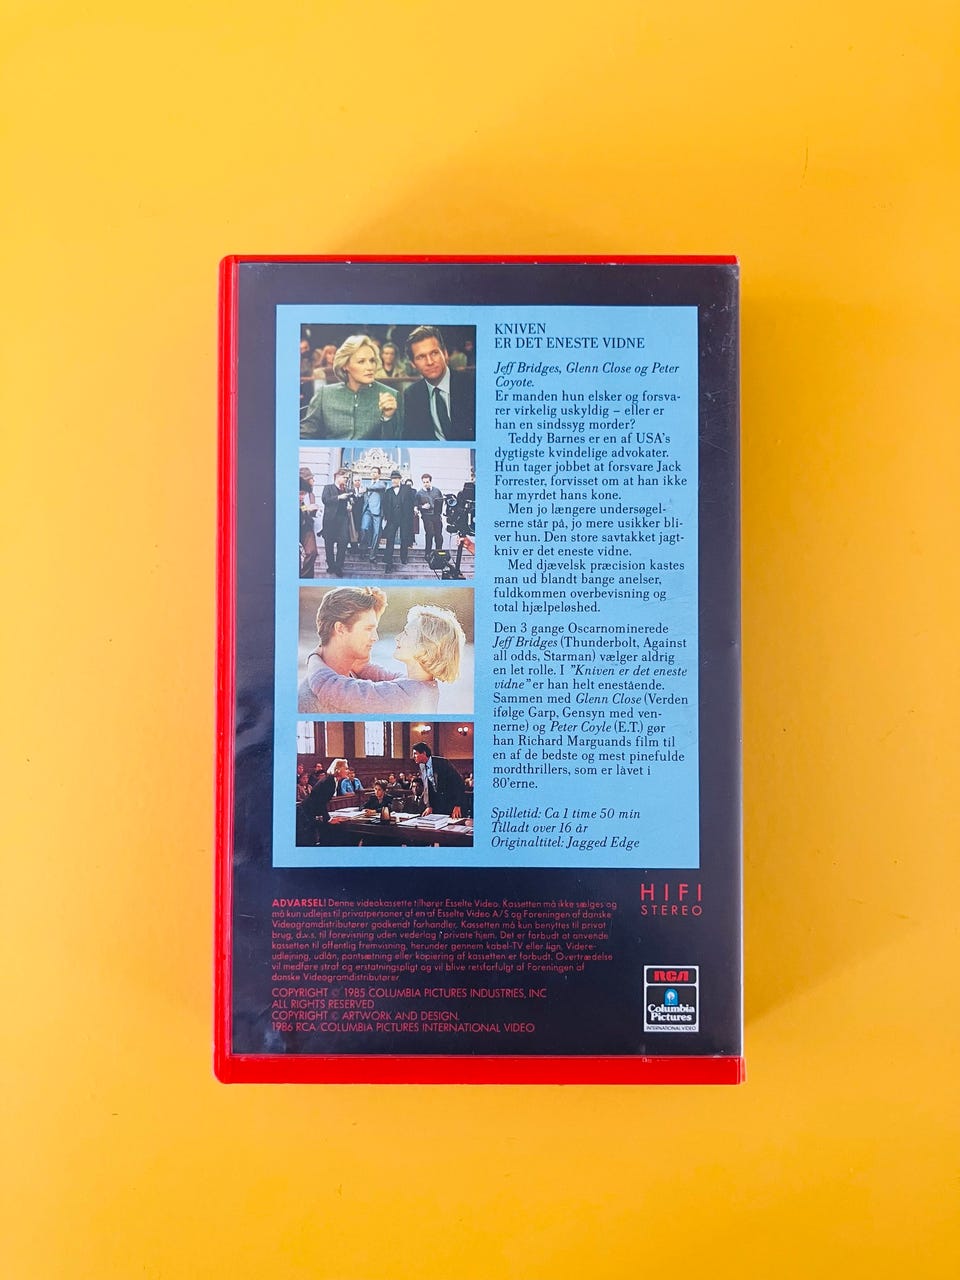 KNIVEN
ER DET ENESTE VIDNE
Jeff Bridges, Glenn Close og Peter
Coyote.
Er manden hun elsker og forsva-
rer virkelig uskyldig – eller er
han en sindssyg morder?
Teddy Barnes er en af USA's
dygtigste kvindelige advokater.
Hun tager jobbet at forsvare Jack
Forrester, forvisset om at han ikke
har myrdet hans kone.
Men jo længere undersøgel-
serne står på, jo mere usikker bli-
ver hun. Den store savtakket jagt-
kniv er det eneste vidne.
Med djævelsk præcision kastes
man ud blandt bange anelser,
fuldkommen overbevisning og
total hjælpeløshed.
Den 3 gange Oscarnominerede
Jeff Bridges (Thunderbolt, Against
all odds, Starman) vælger aldrig
en let rolle. I "Kniven er det eneste
vidne" er han helt enestående.
Sammen med Glenn Close (Verden
ifølge Garp, Gensyn med ven-
nerne) og Peter Coyle (E.T.) gør
han Richard Marguands film til
en af de bedste og mest pinefulde
mordthrillers, som er lavet i
80'erne.
Spilletid: Ca 1 time 50 min
Tilladt over 16 år
Originaltitel: Jagged Edge
HIFI
STEREO
ADVARSEL! Denne videokassette tilhører Esselte Video. Kassetten må ikke sælges og
må kun udlejes til privatpersoner af en af Esselte Video A/S og Foreningen af danske
Videogramdistributører godkendt forhandler. Kassetten må kun benyttes til privat
brug, d.v.s. til forevisning uden vederlag i private hjem. Det er forbudt at anvende
kassetten til offentlig fremvisning, herunder gennem kabel-TV eller lign. Videre-
udlejning, udlån, pantsætning eller kopiering af kassetten er forbudt. Overtrædelse
vil medføre straf og erstatningspligt og vil blive retsforfulgt af Foreningen af
danske Videogramdistributører.
COPYRIGHT © 1985 COLUMBIA PICTURES INDUSTRIES, INC
ALL RIGHTS RESERVED
COPYRIGHT © ARTWORK AND DESIGN.
1986 RCA/COLUMBIA PICTURES INTERNATIONAL VIDEO
RCA
Columbia
Pictures
INTERNATIONAL VIDEO